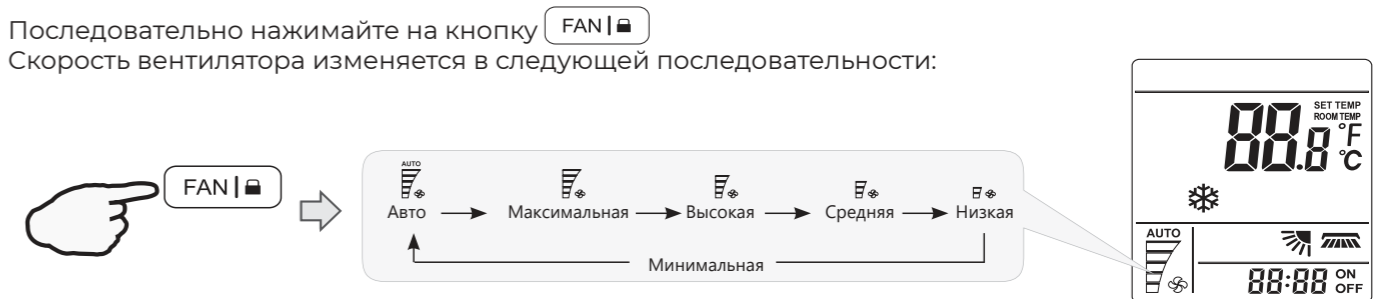 Последовательно нажимайте на кнопку FAN|
Скорость вентилятора изменяется в следующей последовательности:
FAN|
AUTO
Авто Максимальная Высокая Средняя Низкая
Минимальная
88.8 SET TEMP
ROOM TEMP
°F
°C
AUTO
88:88 ON
OFF